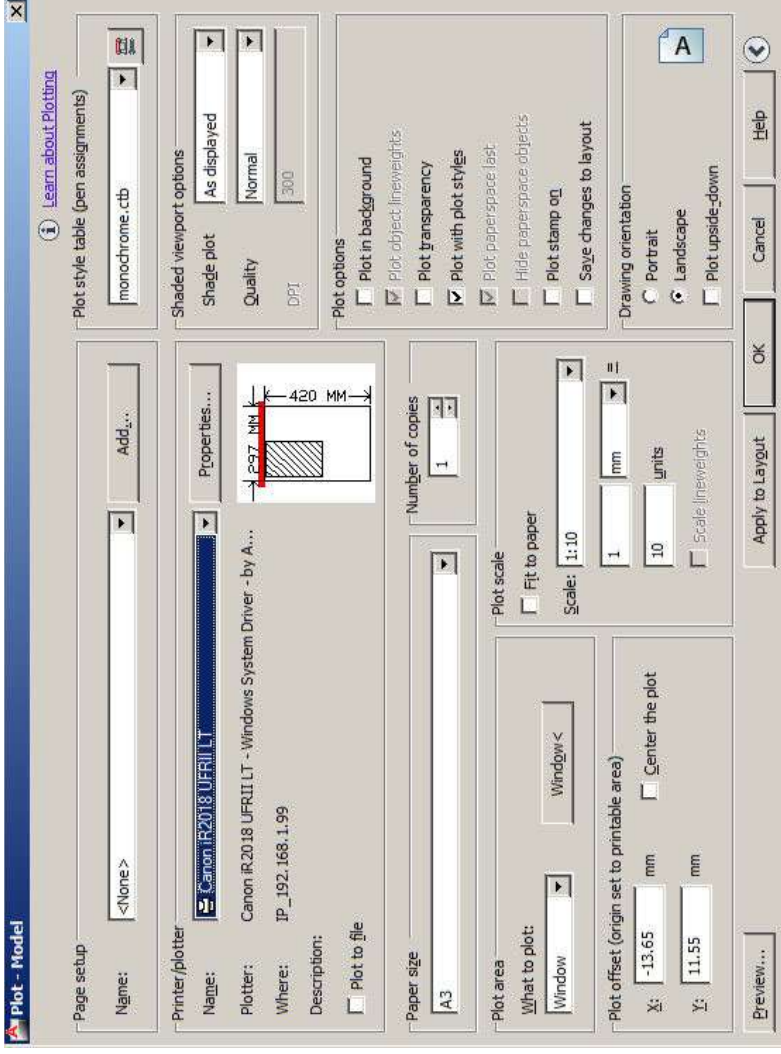 Plot - Model
Learn about Plotting
Page setup
Name:
<None>
Add...
Plot style table (pen assignments)
monochrome.ctb
Printer/plotter
Name:
Canon iR2018 UFRII LT
Properties...
Plotter:
Canon iR2018 UFRII LT - Windows System Driver - by A...
Where:
IP_192.168.1.99
Description:
Plot to file
297 MM
420 MM
Shaded viewport options
Shade plot
As displayed
Quality
Normal
DPI
300
Paper size
A3
Number of copies
1
Plot options
Plot in background
Plot object lineweights
Plot transparency
Plot with plot styles
Plot paperspace last
Hide paperspace objects
Plot stamp on
Save changes to layout
Plot area
What to plot:
Window
Window<
Plot scale
Fit to paper
Scale:
1:10
1
mm
=
10
units
Scale lineweights
Plot offset (origin set to printable area)
X:
-13.65
mm
Center the plot
Y:
11.55
mm
Drawing orientation
Portrait
Landscape
Plot upside-down
A
Preview...
Apply to Layout
OK
Cancel
Help